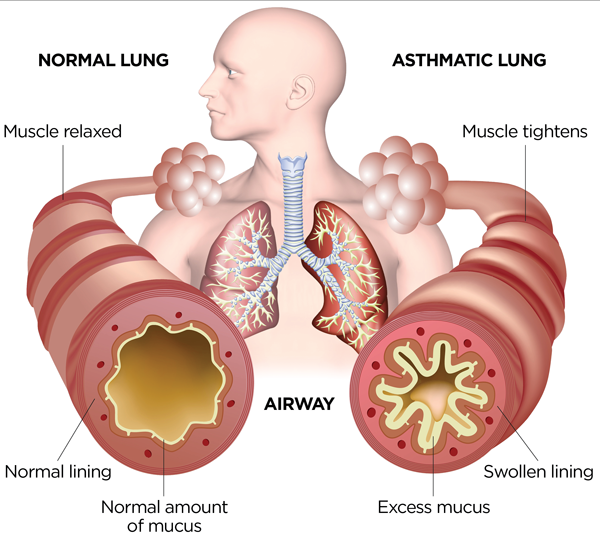 NORMAL LUNG
ASTHMATIC LUNG
Muscle relaxed
Muscle tightens
AIRWAY
Normal lining
Swollen lining
Normal amount
of mucus
Excess mucus